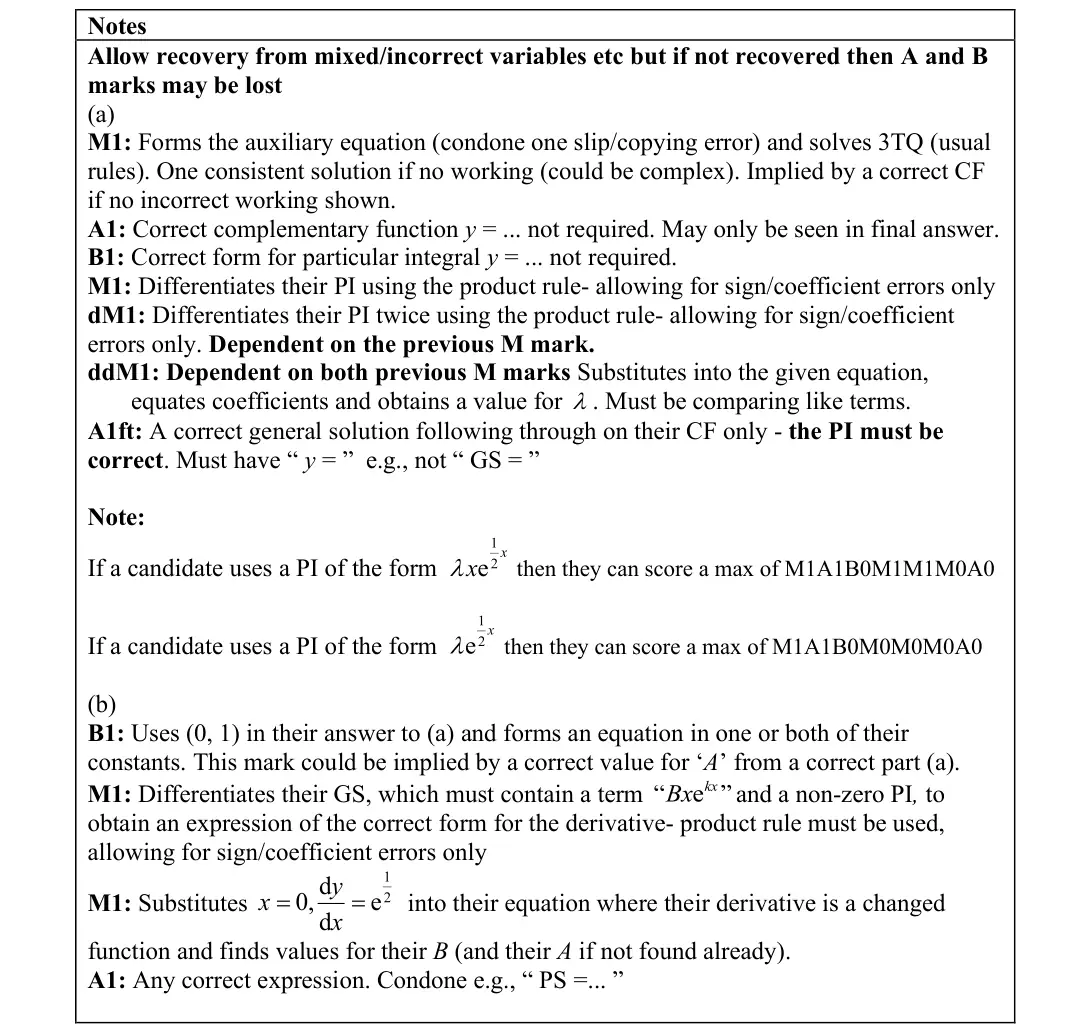 Notes
Allow recovery from mixed/incorrect variables etc but if not recovered then A and B
marks may be lost
(a)
M1: Forms the auxiliary equation (condone one slip/copying error) and solves 3TQ (usual
rules). One consistent solution if no working (could be complex). Implied by a correct CF
if no incorrect working shown.
A1: Correct complementary function y = ... not required. May only be seen in final answer.
B1: Correct form for particular integral y = ... not required.
M1: Differentiates their PI using the product rule- allowing for sign/coefficient errors only
dM1: Differentiates their PI twice using the product rule- allowing for sign/coefficient
errors only. Dependent on the previous M mark.
ddM1: Dependent on both previous M marks Substitutes into the given equation,
equates coefficients and obtains a value for λ . Must be comparing like terms.
A1ft: A correct general solution following through on their CF only - the PI must be
correct. Must have “ y = ” e.g., not “ GS = ”
Note:
If a candidate uses a PI of the form λxe^{\frac{1}{2}x} then they can score a max of M1A1B0M1M1M0A0
If a candidate uses a PI of the form λe^{\frac{1}{2}x} then they can score a max of M1A1B0M0M0M0A0
(b)
B1: Uses (0, 1) in their answer to (a) and forms an equation in one or both of their
constants. This mark could be implied by a correct value for ‘A’ from a correct part (a).
M1: Differentiates their GS, which must contain a term “Bxe^{kx}” and a non-zero PI, to
obtain an expression of the correct form for the derivative- product rule must be used,
allowing for sign/coefficient errors only
M1: Substitutes x = 0, \frac{dy}{dx} = e^{\frac{1}{2}} into their equation where their derivative is a changed
function and finds values for their B (and their A if not found already).
A1: Any correct expression. Condone e.g., “ PS =... ”